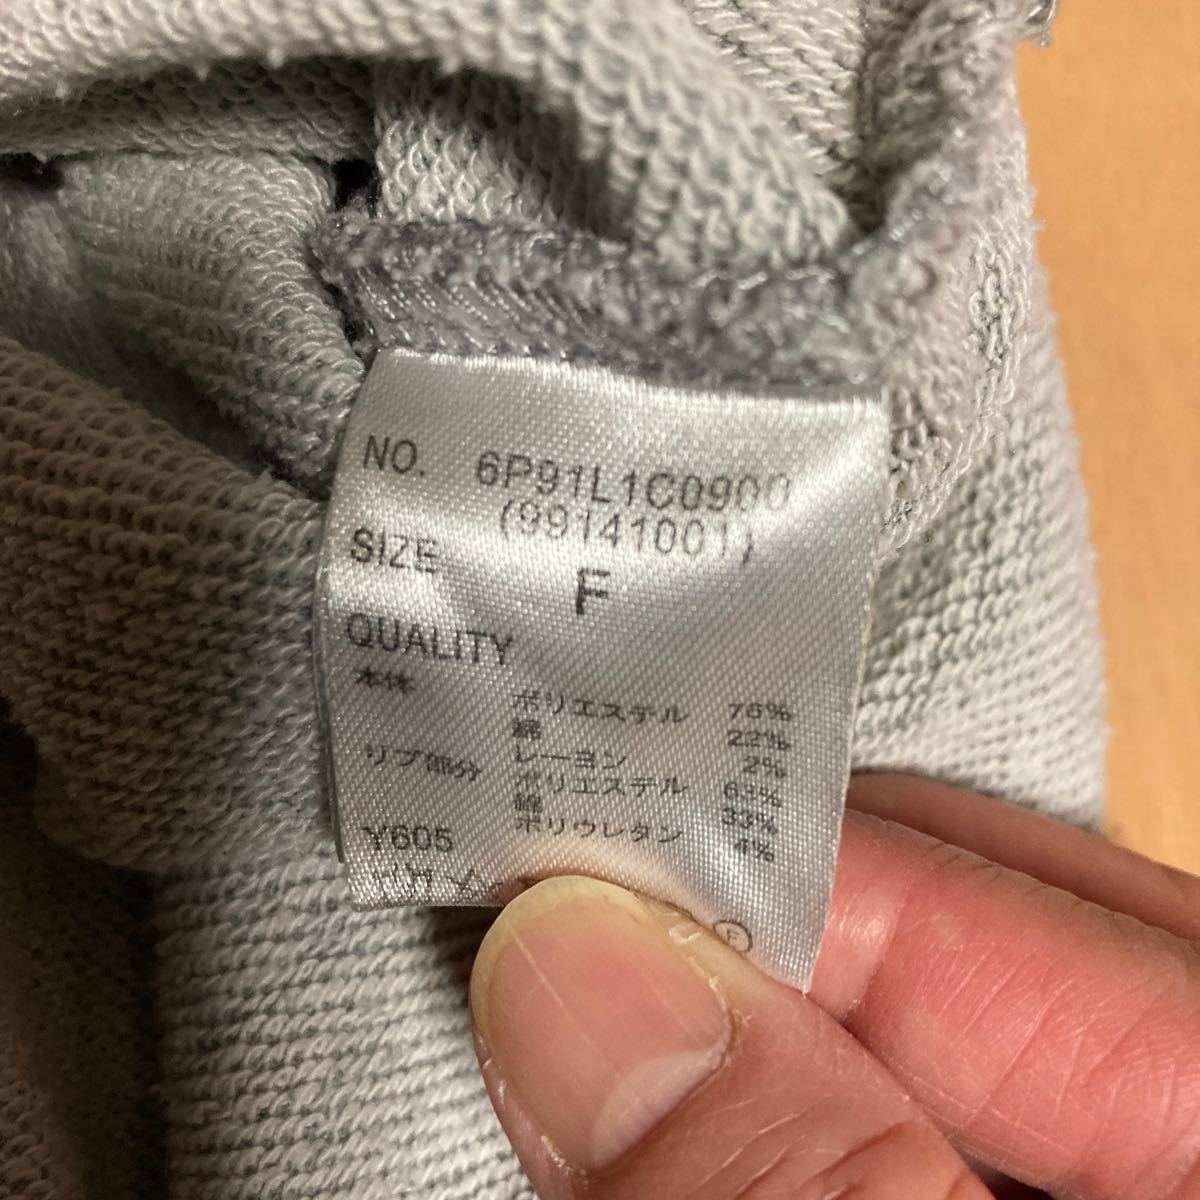 NO. 6P91L1C0900
(99141001)
SIZE F
QUALITY
本体 ポリエステル 76%
綿 22%
レーヨン 2%
リブ部分 ポリエステル 63%
綿 33%
ポリウレタン 4%
Y605
F